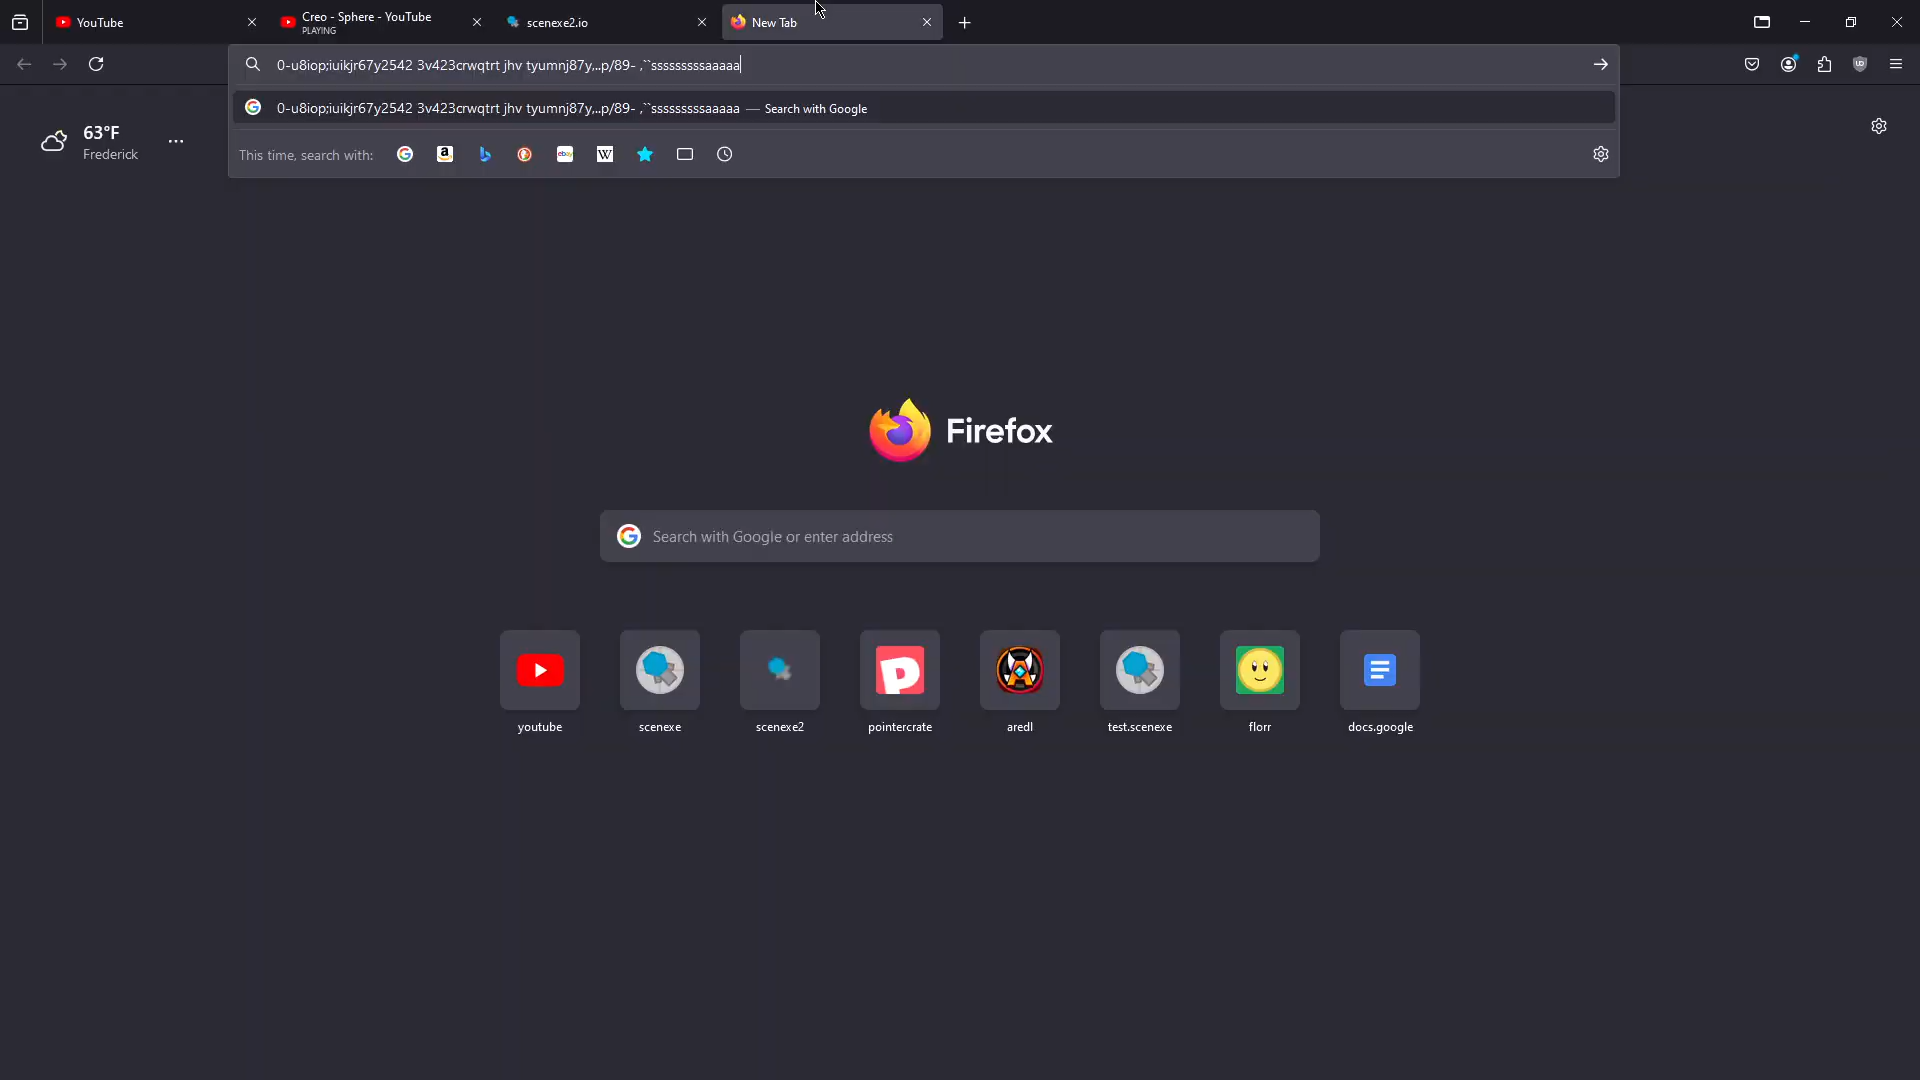 YouTube
Creo - Sphere - YouTube
PLAYING
scenexe2.io
New Tab
0-u8iop;iuikjr67y2542 3v423crwqtrt jhv tyumnj87y,..p/89- ,``sssssssssaaaaa
0-u8iop;iuikjr67y2542 3v423crwqtrt jhv tyumnj87y,..p/89- ,``sssssssssaaaaa — Search with Google
63°F
Frederick
This time, search with:
Firefox
Search with Google or enter address
youtube
scenexe
scenexe2
pointercrate
aredl
test.scenexe
florr
docs.google